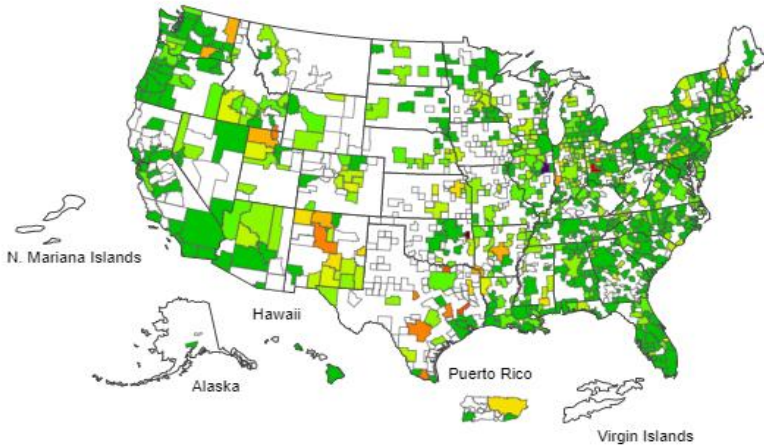 N. Mariana Islands
Hawaii
Alaska
Puerto Rico
Virgin Islands